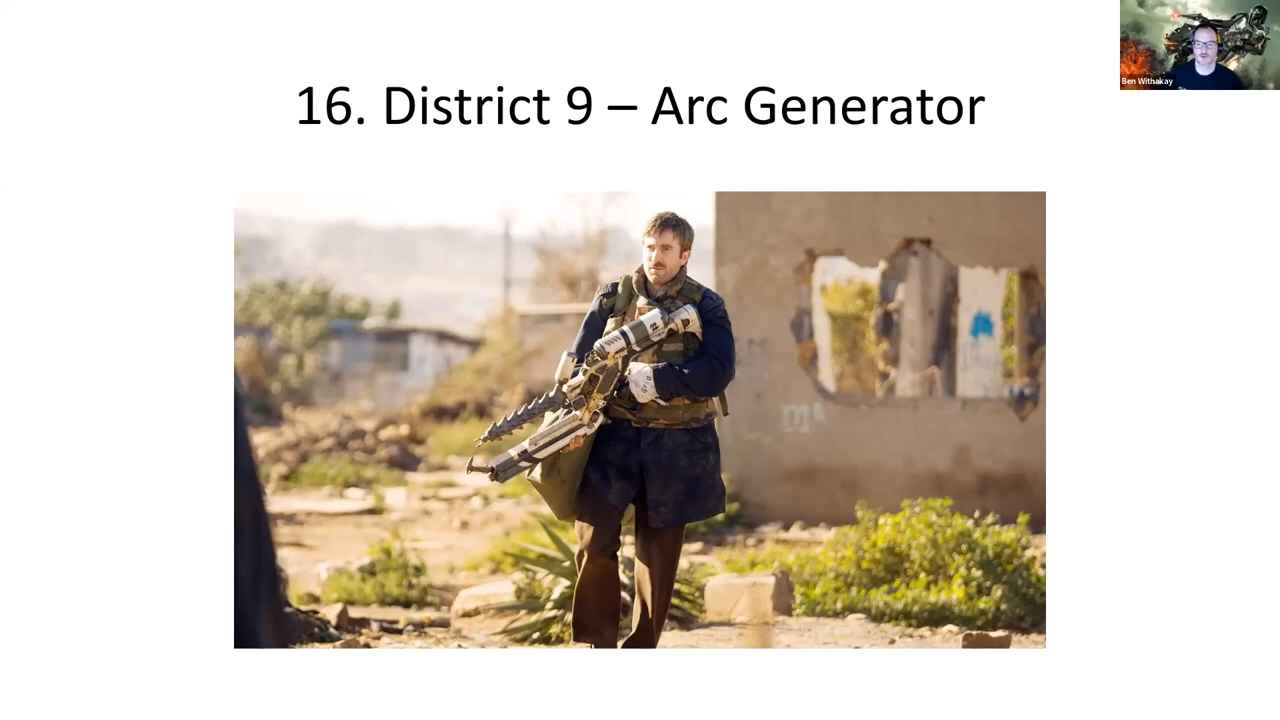 16. District 9 – Arc Generator
Ben Withakay